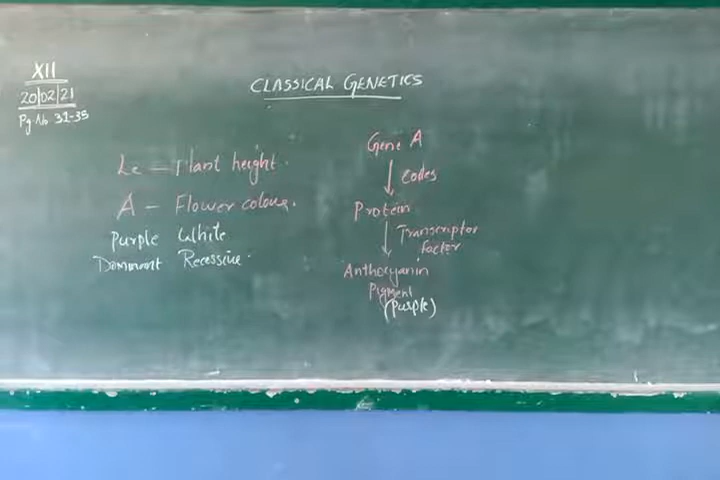 XII
20/02/21
Pg.No 31-35
CLASSICAL GENETICS
Le — Plant height.
A — Flower colour.
Purple White
Dominant Recessive.
Gene A
Codes
Protein
Transcriptor
factor
Anthocyanin
Pigment
(Purple)